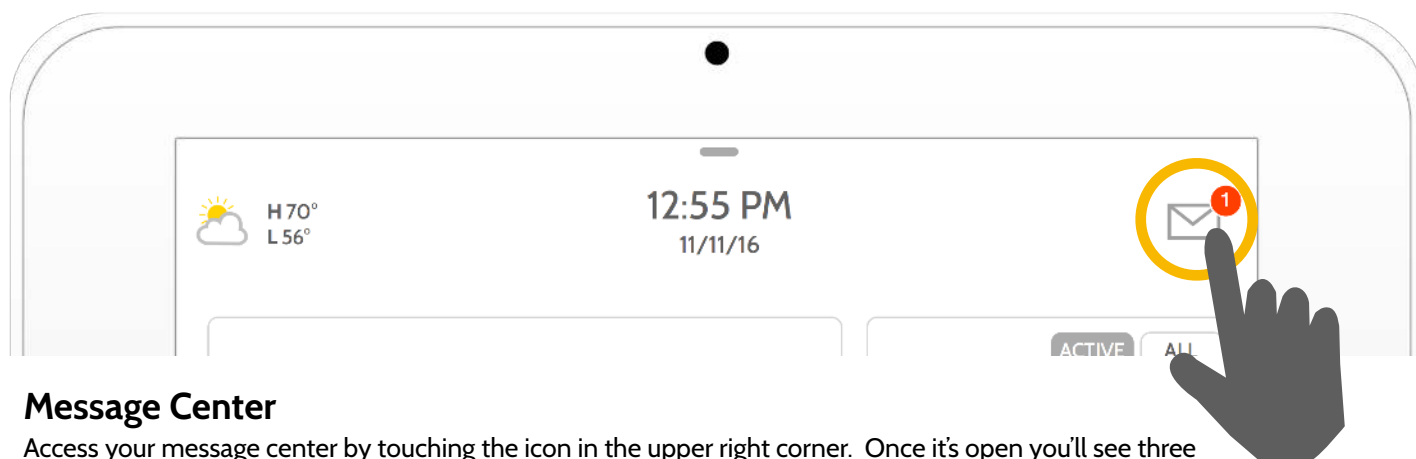 H 70°
L 56°
12:55 PM
11/11/16
1
ACTIVE
ALL
Message Center
Access your message center by touching the icon in the upper right corner. Once it's open you'll see three